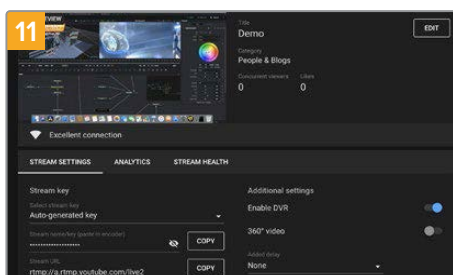 11
Title
Demo
EDIT
Category
People & Blogs
Concurrent viewers Likes
0 0
Excellent connection
STREAM SETTINGS ANALYTICS STREAM HEALTH
Stream key
Additional settings
Select stream key
Auto-generated key
Enable DVR
Stream name/key (paste in encoder)
COPY
360° video
Stream URL
rtmp://a.rtmp.youtube.com/live2
COPY
Added delay
None